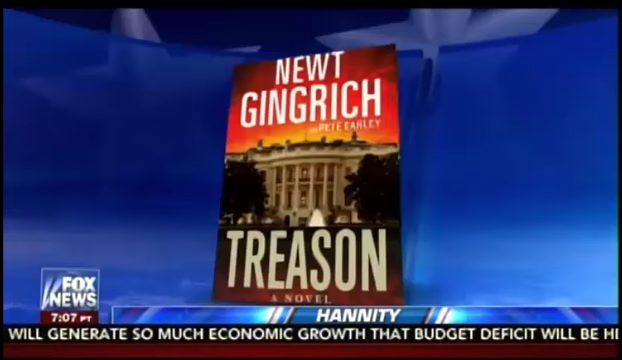 NEWT
GINGRICH
PETE EARLEY
TREASON
A NOVEL
FOX
NEWS
7:07 PT
HANNITY
WILL GENERATE SO MUCH ECONOMIC GROWTH THAT BUDGET DEFICIT WILL BE